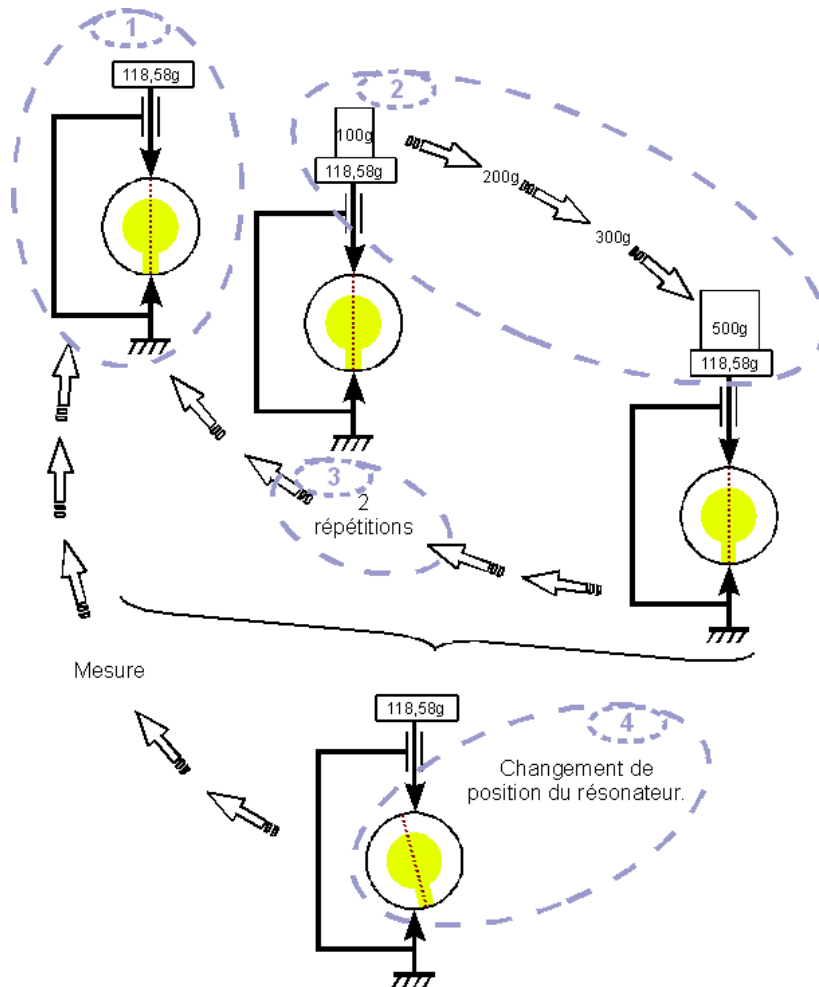 1
118,58g
2
100g
118,58g
200g
300g
500g
118,58g
3
2
répétitions
Mesure
118,58g
4
Changement de
position du résonateur.